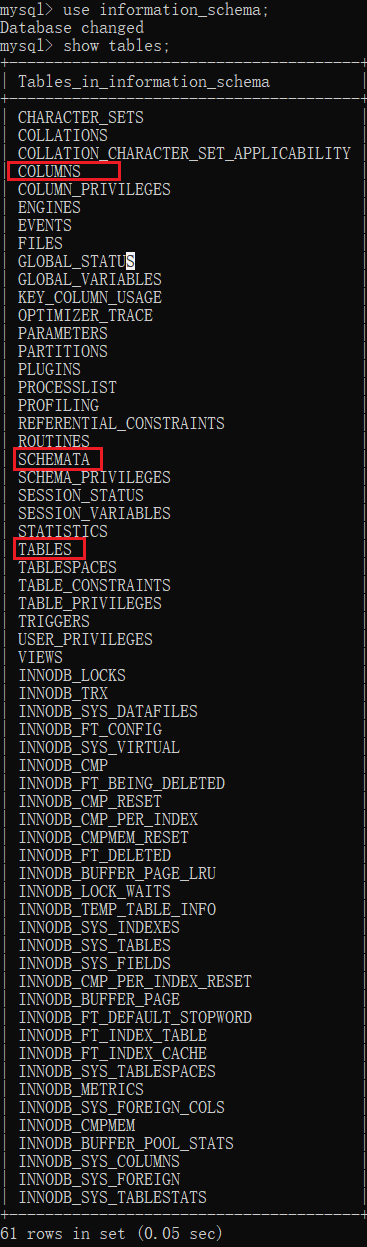 mysql> use information_schema;
Database changed
mysql> show tables;
+---------------------------------------+
| Tables_in_information_schema          |
+---------------------------------------+
| CHARACTER_SETS
| COLLATIONS
| COLLATION_CHARACTER_SET_APPLICABILITY
| COLUMNS
| COLUMN_PRIVILEGES
| ENGINES
| EVENTS
| FILES
| GLOBAL_STATUS
| GLOBAL_VARIABLES
| KEY_COLUMN_USAGE
| OPTIMIZER_TRACE
| PARAMETERS
| PARTITIONS
| PLUGINS
| PROCESSLIST
| PROFILING
| REFERENTIAL_CONSTRAINTS
| ROUTINES
| SCHEMATA
| SCHEMA_PRIVILEGES
| SESSION_STATUS
| SESSION_VARIABLES
| STATISTICS
| TABLES
| TABLESPACES
| TABLE_CONSTRAINTS
| TABLE_PRIVILEGES
| TRIGGERS
| USER_PRIVILEGES
| VIEWS
| INNODB_LOCKS
| INNODB_TRX
| INNODB_SYS_DATAFILES
| INNODB_FT_CONFIG
| INNODB_SYS_VIRTUAL
| INNODB_CMP
| INNODB_FT_BEING_DELETED
| INNODB_CMP_RESET
| INNODB_CMP_PER_INDEX
| INNODB_CMPMEM_RESET
| INNODB_FT_DELETED
| INNODB_BUFFER_PAGE_LRU
| INNODB_LOCK_WAITS
| INNODB_TEMP_TABLE_INFO
| INNODB_SYS_INDEXES
| INNODB_SYS_TABLES
| INNODB_SYS_FIELDS
| INNODB_CMP_PER_INDEX_RESET
| INNODB_BUFFER_PAGE
| INNODB_FT_DEFAULT_STOPWORD
| INNODB_FT_INDEX_TABLE
| INNODB_FT_INDEX_CACHE
| INNODB_SYS_TABLESPACES
| INNODB_METRICS
| INNODB_SYS_FOREIGN_COLS
| INNODB_CMPMEM
| INNODB_BUFFER_POOL_STATS
| INNODB_SYS_COLUMNS
| INNODB_SYS_FOREIGN
| INNODB_SYS_TABLESTATS
+---------------------------------------+
61 rows in set (0.05 sec)